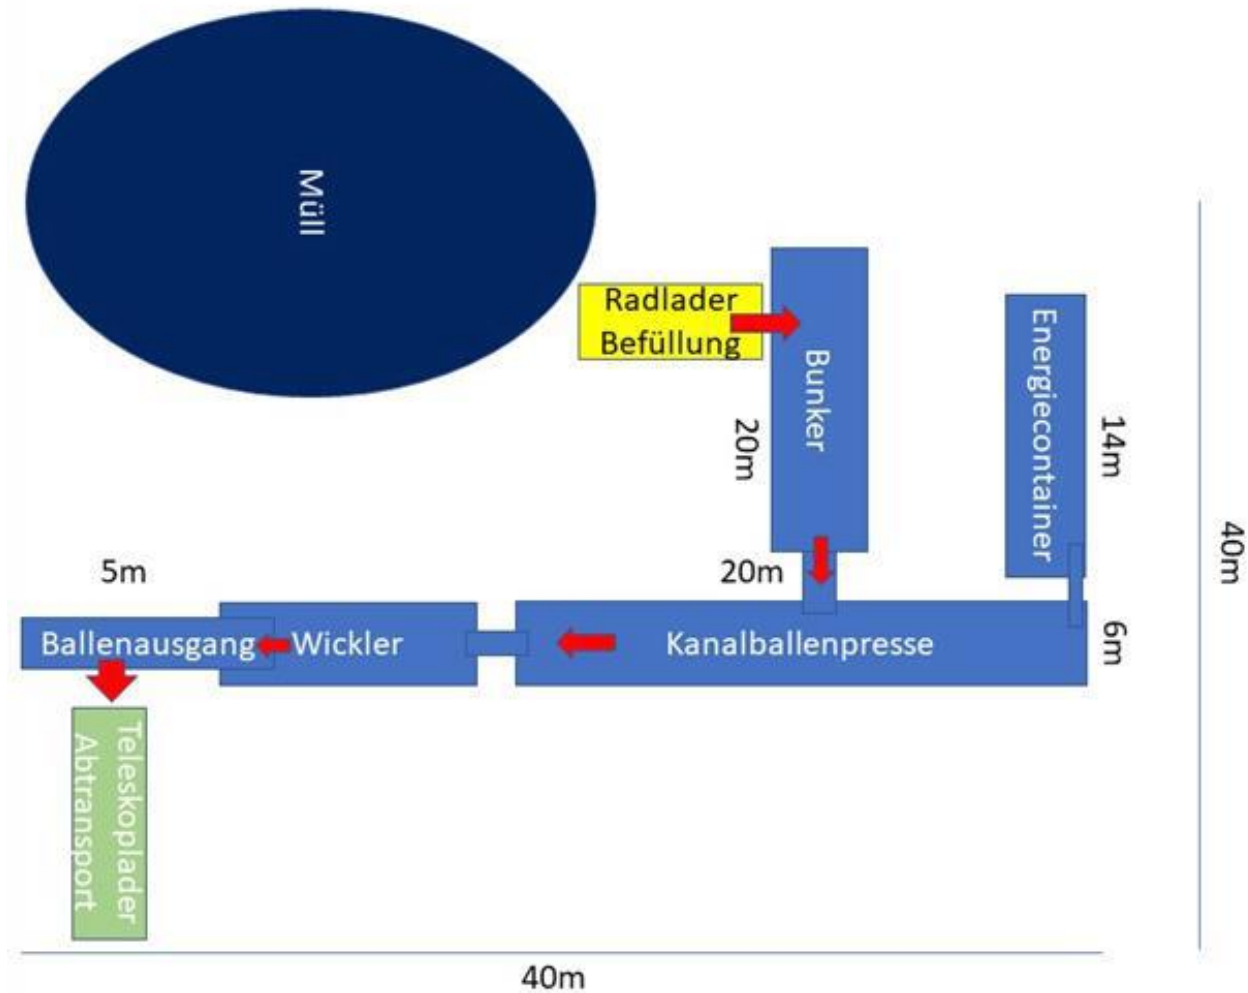 Müll
Radlader
Befüllung
Bunker
20m
Energiecontainer
14m
40m
5m
20m
Ballenausgang
Wickler
Kanalballenpresse
6m
Teleskoplader
Abtransport
40m